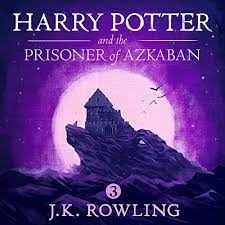 HARRY POTTER
and the
PRISONER of AZKABAN
3
J.K. ROWLING